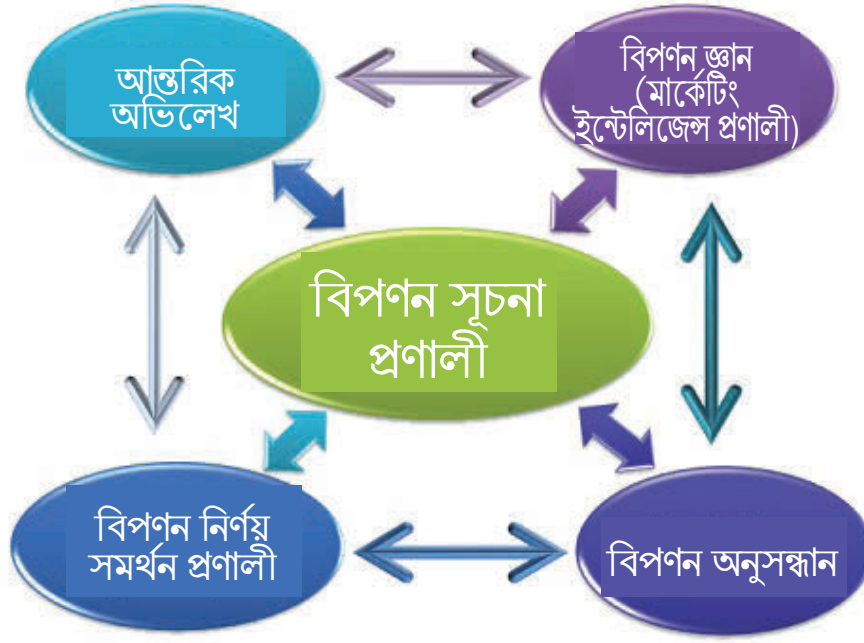 আন্তরিক
অভিলেখ
বিপণন জ্ঞান
(মার্কেটিং
ইন্টেলিজেন্স প্রণালী)
বিপণন সূচনা
প্রণালী
বিপণন নির্ণয়
সমর্থন প্রণালী
বিপণন অনুসন্ধান